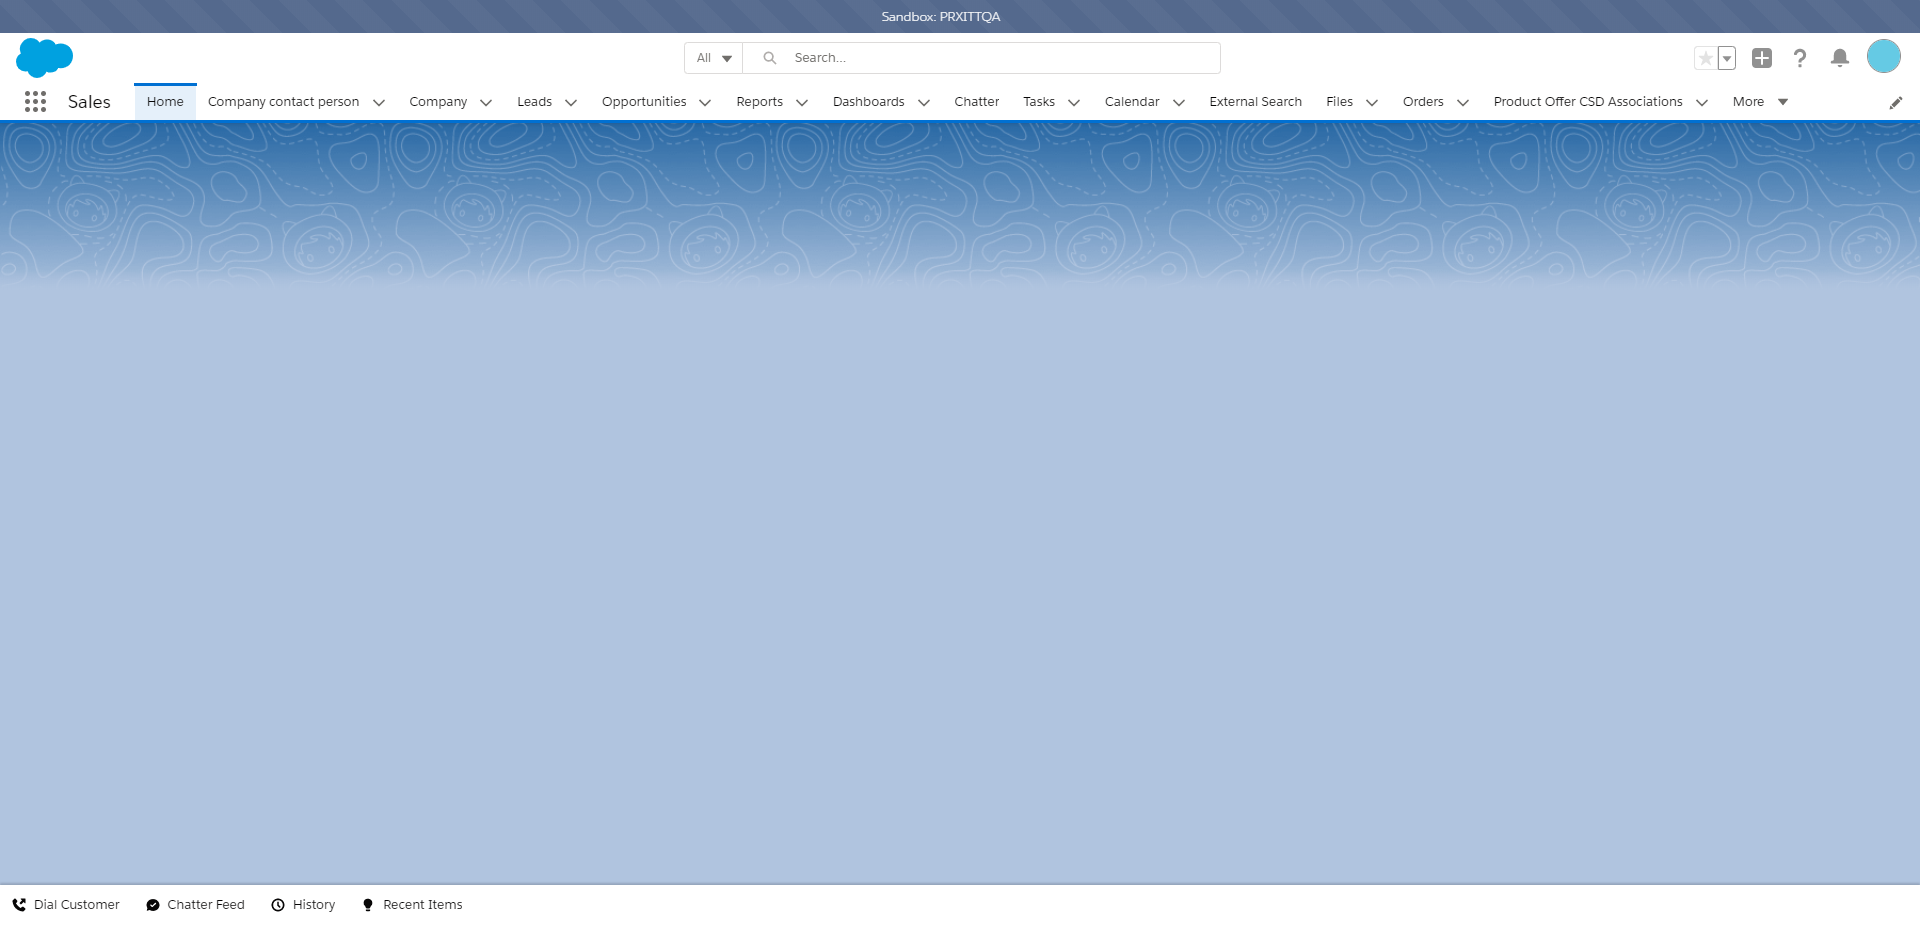 Sandbox: PRXITTQA
All Search...
Sales Home Company contact person Company Leads Opportunities Reports Dashboards Chatter Tasks Calendar External Search Files Orders Product Offer CSD Associations More
Dial Customer Chatter Feed History Recent Items